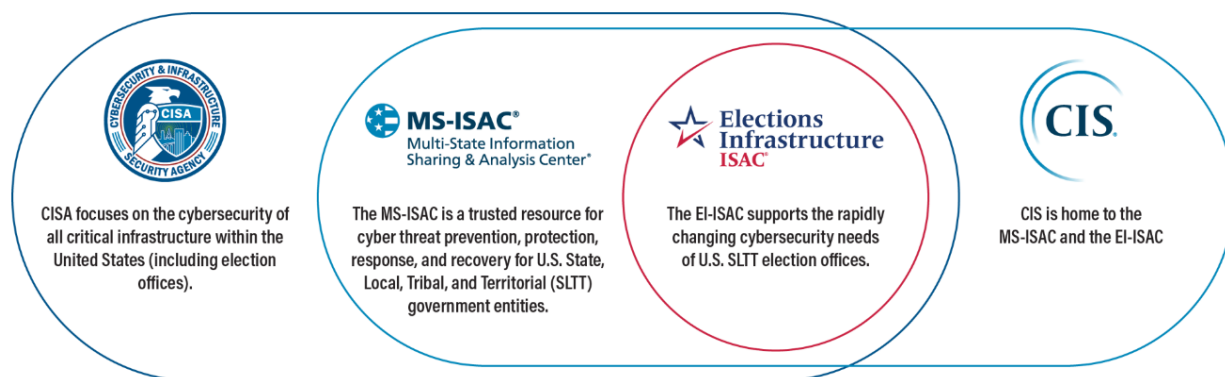 CYBERSECURITY & INFRASTRUCTURE
SECURITY AGENCY
CISA
CISA focuses on the cybersecurity of
all critical infrastructure within the
United States (including election
offices).
MS-ISAC®
Multi-State Information
Sharing & Analysis Center®
The MS-ISAC is a trusted resource for
cyber threat prevention, protection,
response, and recovery for U.S. State,
Local, Tribal, and Territorial (SLTT)
government entities.
Elections
Infrastructure
ISAC®
The EI-ISAC supports the rapidly
changing cybersecurity needs
of U.S. SLTT election offices.
CIS®
CIS is home to the
MS-ISAC and the EI-ISAC